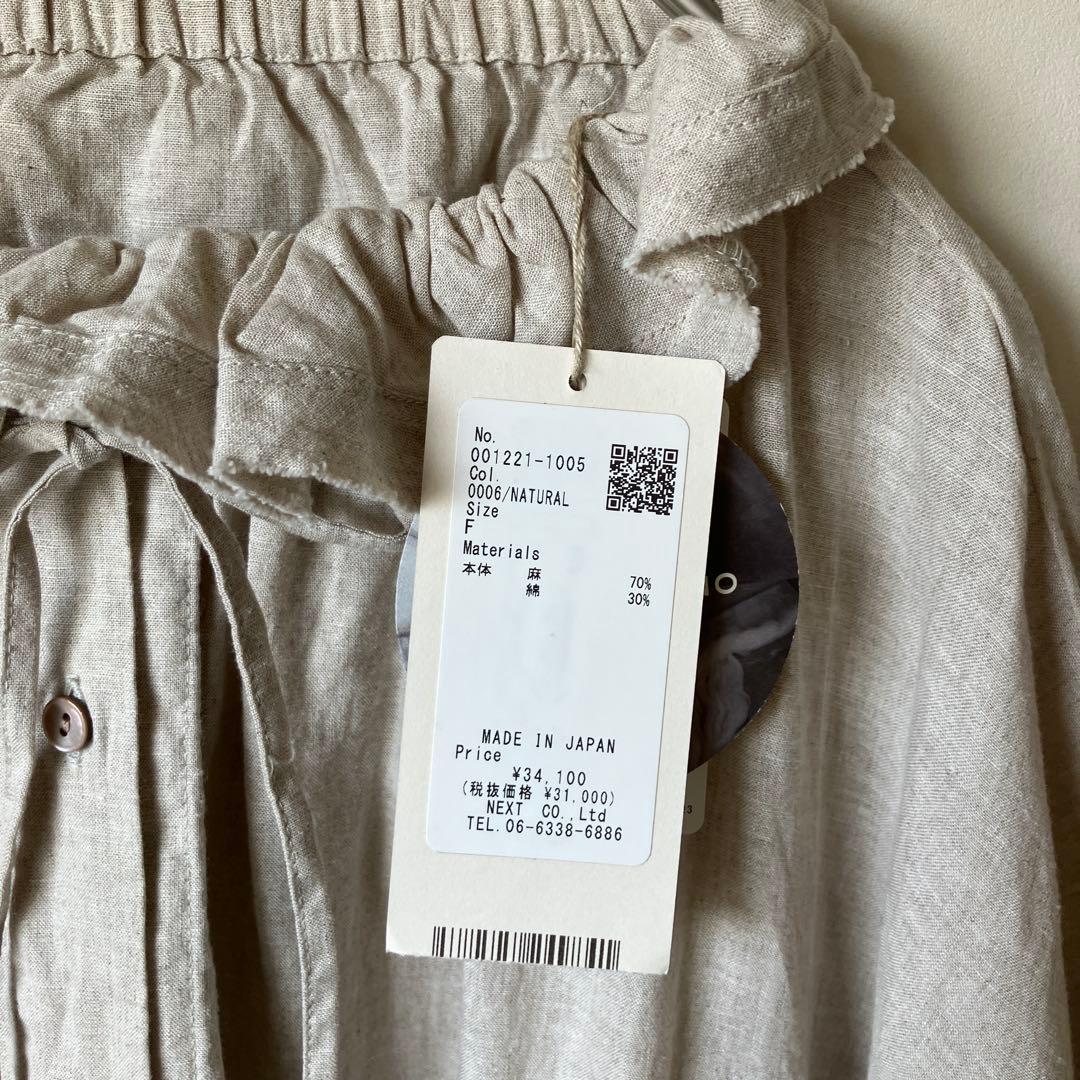 No.
001221-1005
Col.
0006/NATURAL
Size
F
Materials
本体 麻 70%
綿 30%
MADE IN JAPAN
Price
¥34,100
(税抜価格 ¥31,000)
NEXT CO.,Ltd
TEL.06-6338-6886